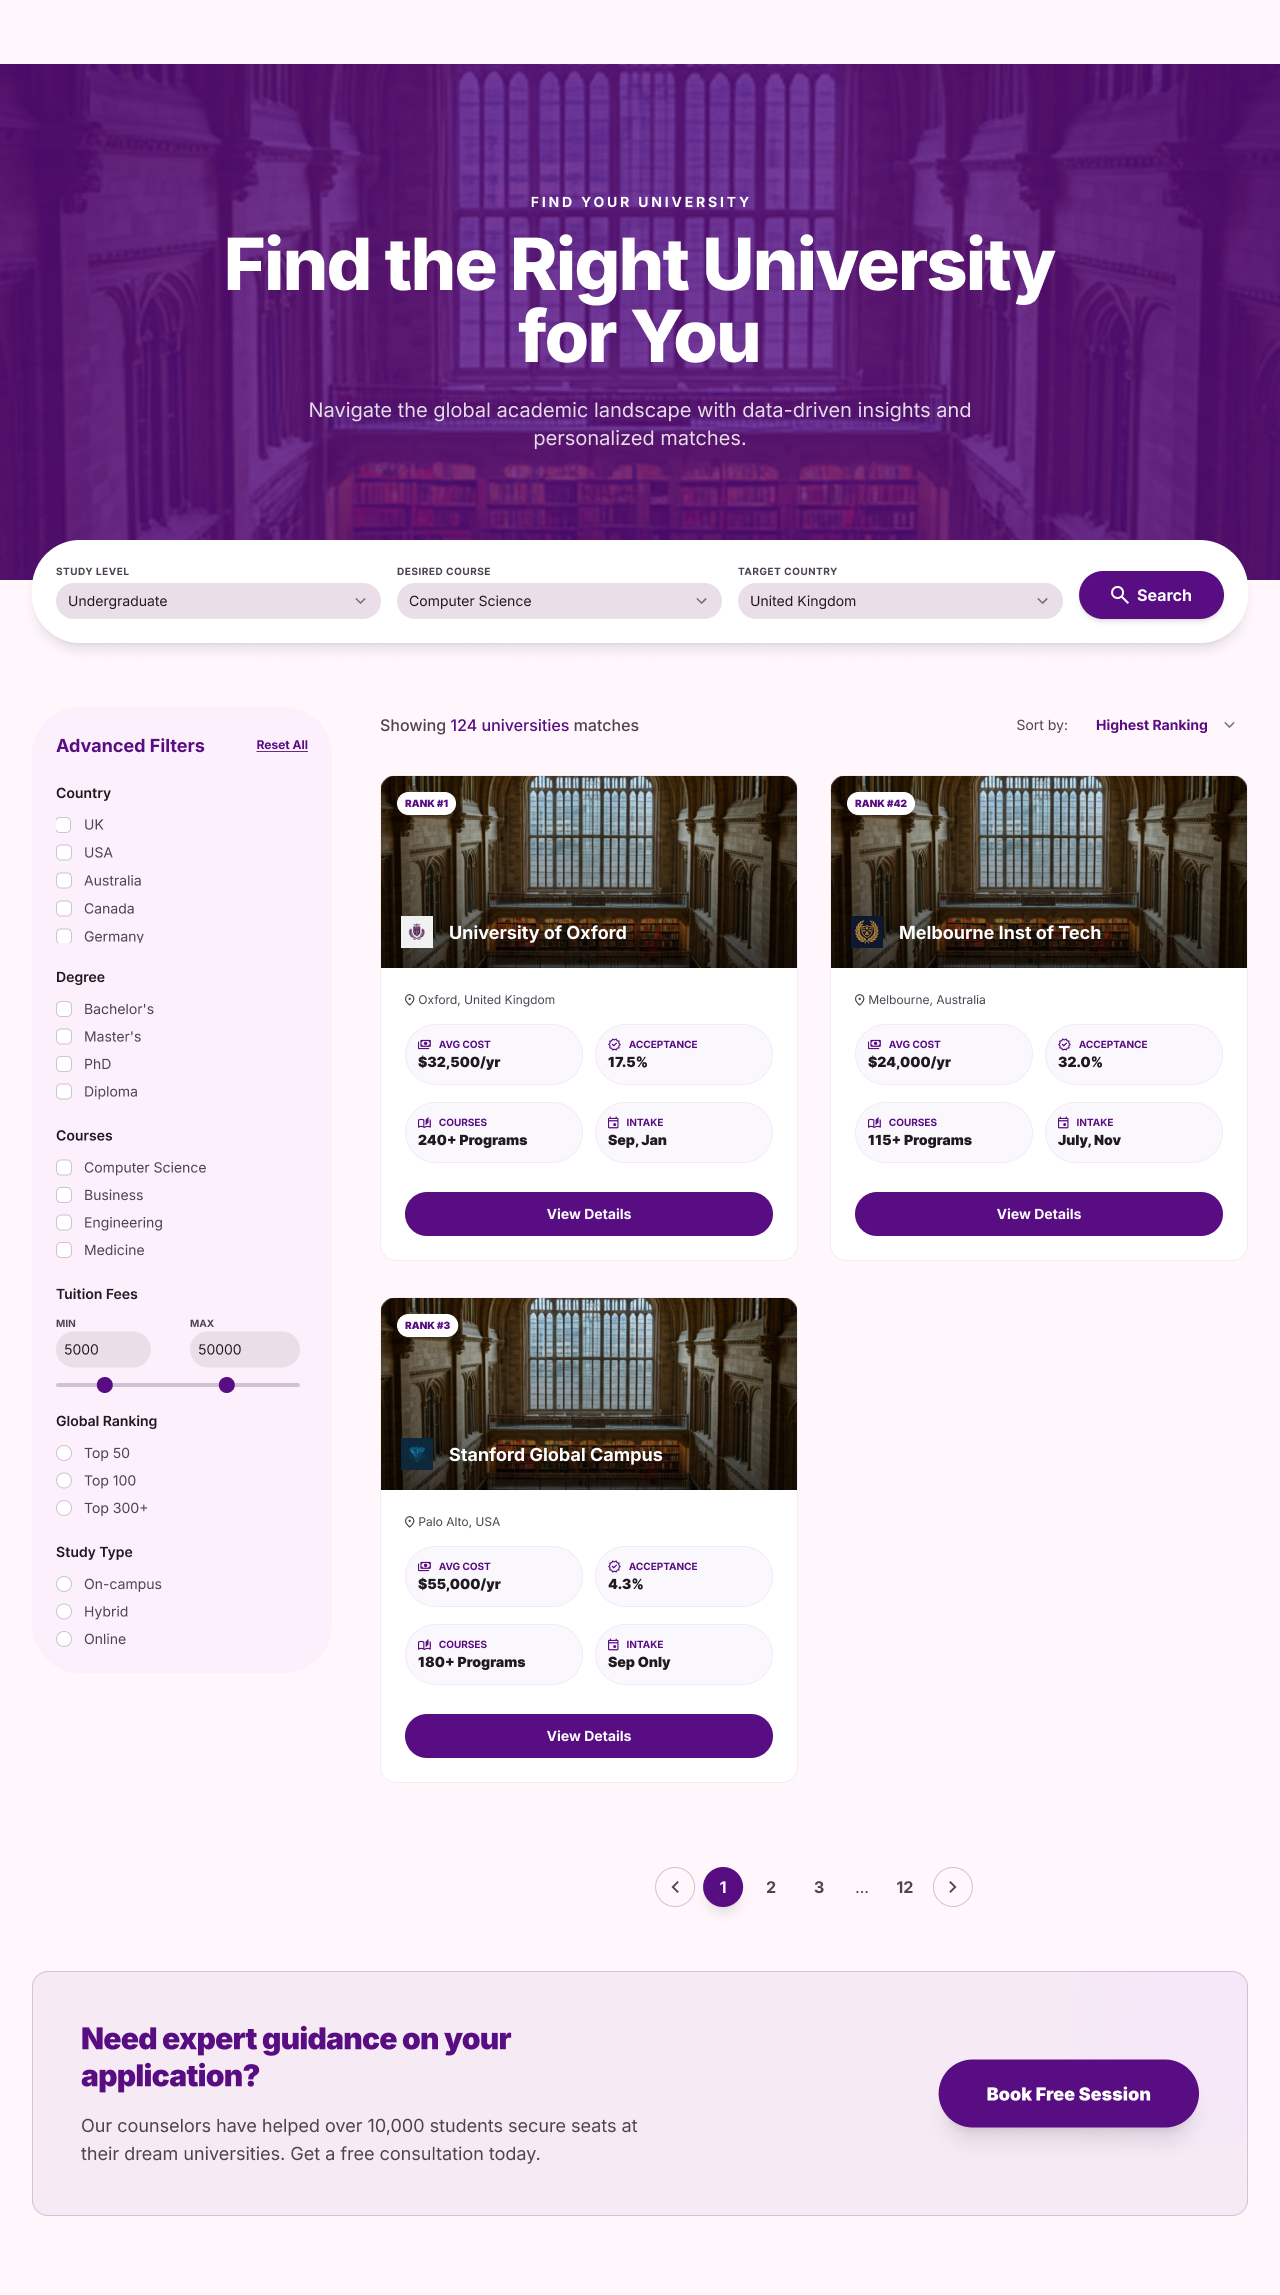 FIND YOUR UNIVERSITY
Find the Right University
for You
Navigate the global academic landscape with data-driven insights and
personalized matches.
STUDY LEVEL
Undergraduate
DESIRED COURSE
Computer Science
TARGET COUNTRY
United Kingdom
Search
Advanced Filters
Reset All
Country
UK
USA
Australia
Canada
Germany
Degree
Bachelor's
Master's
PhD
Diploma
Courses
Computer Science
Business
Engineering
Medicine
Tuition Fees
MIN
MAX
5000
50000
Global Ranking
Top 50
Top 100
Top 300+
Study Type
On-campus
Hybrid
Online
Showing 124 universities matches
Sort by:
Highest Ranking
RANK #1
University of Oxford
Oxford, United Kingdom
AVG COST
$32,500/yr
ACCEPTANCE
17.5%
COURSES
240+ Programs
INTAKE
Sep, Jan
View Details
RANK #42
Melbourne Inst of Tech
Melbourne, Australia
AVG COST
$24,000/yr
ACCEPTANCE
32.0%
COURSES
115+ Programs
INTAKE
July, Nov
View Details
RANK #3
Stanford Global Campus
Palo Alto, USA
AVG COST
$55,000/yr
ACCEPTANCE
4.3%
COURSES
180+ Programs
INTAKE
Sep Only
View Details
1
2
3
...
12
Need expert guidance on your
application?
Our counselors have helped over 10,000 students secure seats at
their dream universities. Get a free consultation today.
Book Free Session